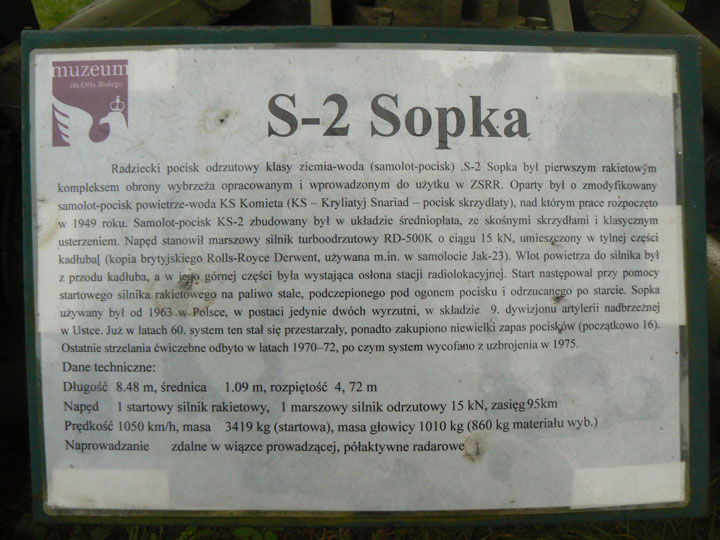 muzeum
im. Orła Białego
S-2 Sopka
Radziecki pocisk odrzutowy klasy ziemia-woda (samolot-pocisk) .S-2 Sopka był pierwszym rakietowym
kompleksem obrony wybrzeża opracowanym i wprowadzonym do użytku w ZSRR. Oparty był o zmodyfikowany
samolot-pocisk powietrze-woda KS Komieta (KS – Kryliatyj Snariad – pocisk skrzydlaty), nad którym prace rozpoczęto
w 1949 roku. Samolot-pocisk KS-2 zbudowany był w układzie średniopłata, ze skośnymi skrzydłami i klasycznym
usterzeniem. Napęd stanowił marszowy silnik turboodrzutowy RD-500K o ciągu 15 kN, umieszczony w tylnej części
kadłuba[ (kopia brytyjskiego Rolls-Royce Derwent, używana m.in. w samolocie Jak-23). Wlot powietrza do silnika był
z przodu kadłuba, a w jego górnej części była wystająca osłona stacji radiolokacyjnej. Start następował przy pomocy
startowego silnika rakietowego na paliwo stałe, podczepionego pod ogonem pocisku i odrzucanego po starcie. Sopka
używany był od 1963 w Polsce, w postaci jedynie dwóch wyrzutni, w składzie 9. dywizjonu artylerii nadbrzeżnej
w Ustce. Już w latach 60. system ten stał się przestarzały, ponadto zakupiono niewielki zapas pocisków (początkowo 16).
Ostatnie strzelania ćwiczebne odbyto w latach 1970–72, po czym system wycofano z uzbrojenia w 1975.
Dane techniczne:
Długość 8.48 m, średnica 1.09 m, rozpiętość 4, 72 m
Napęd 1 startowy silnik rakietowy, 1 marszowy silnik odrzutowy 15 kN, zasięg 95km
Prędkość 1050 km/h, masa 3419 kg (startowa), masa głowicy 1010 kg (860 kg materiału wyb.)
Naprowadzanie zdalne w wiązce prowadzącej, półaktywne radarowe